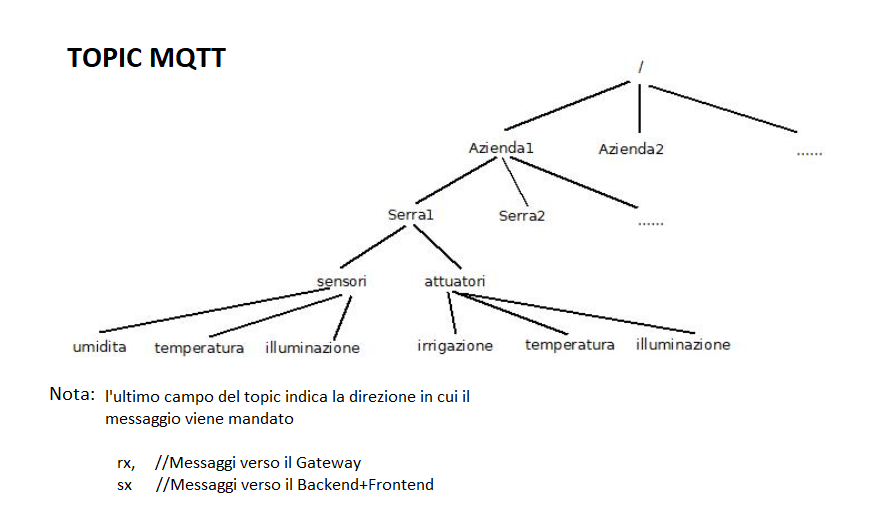 TOPIC MQTT
/
Azienda1 Azienda2 ......
Serra1 Serra2 ......
sensori attuatori
umidita temperatura illuminazione irrigazione temperatura illuminazione
Nota: l'ultimo campo del topic indica la direzione in cui il
messaggio viene mandato
rx, //Messaggi verso il Gateway
sx //Messaggi verso il Backend+Frontend